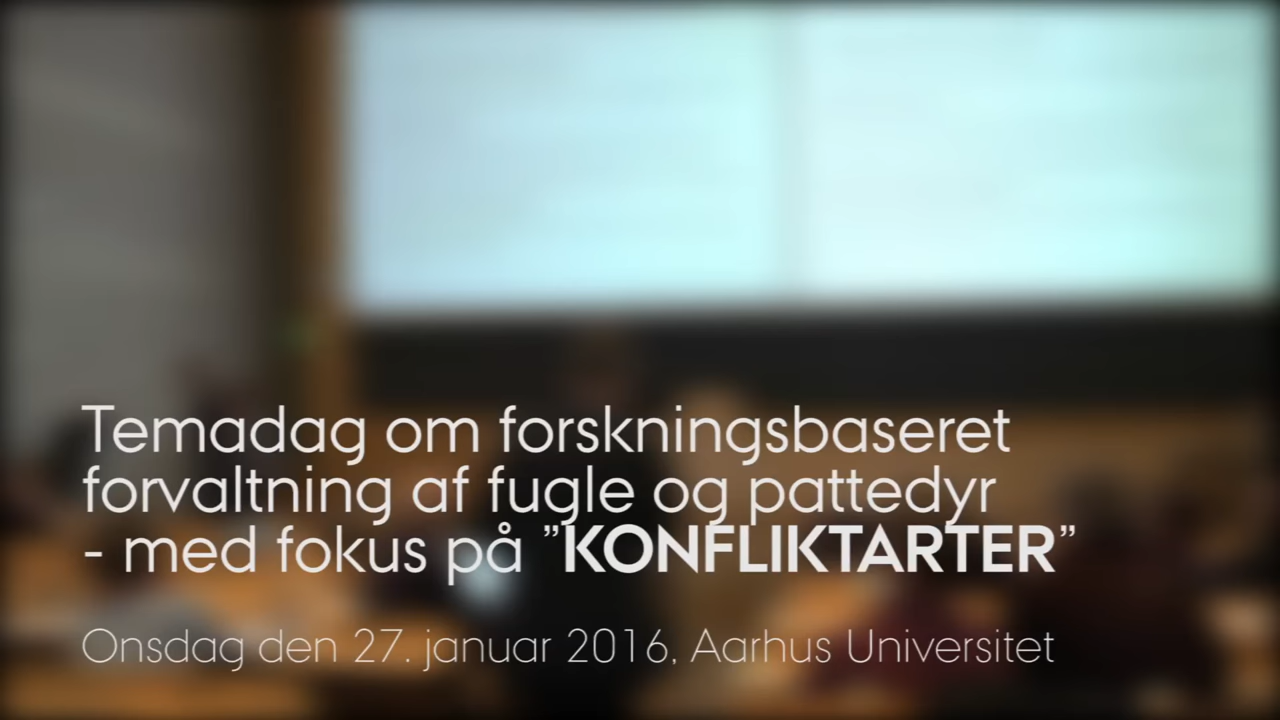 Temadag om forskningsbaseret
forvaltning af fugle og pattedyr
- med fokus på ”KONFLIKTARTER”
Onsdag den 27. januar 2016, Aarhus Universitet